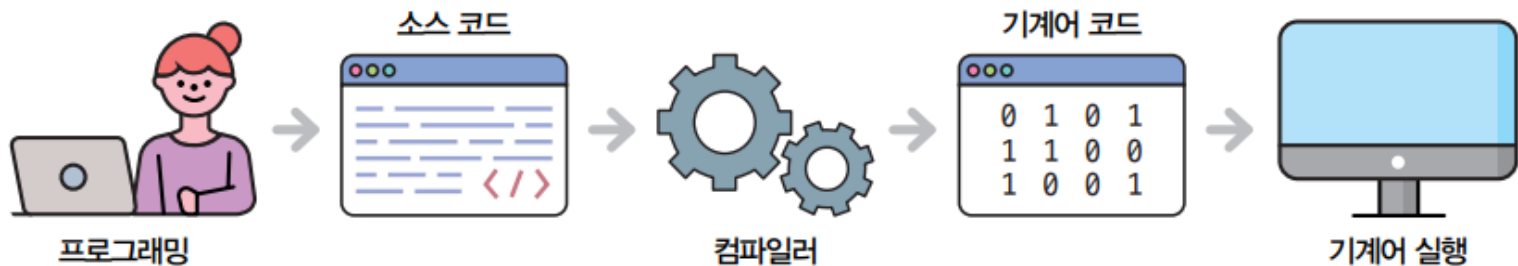 소스 코드
기계어 코드
</>
0 1 0 1
1 1 0 0
1 0 0 1
프로그래밍
컴파일러
기계어 실행